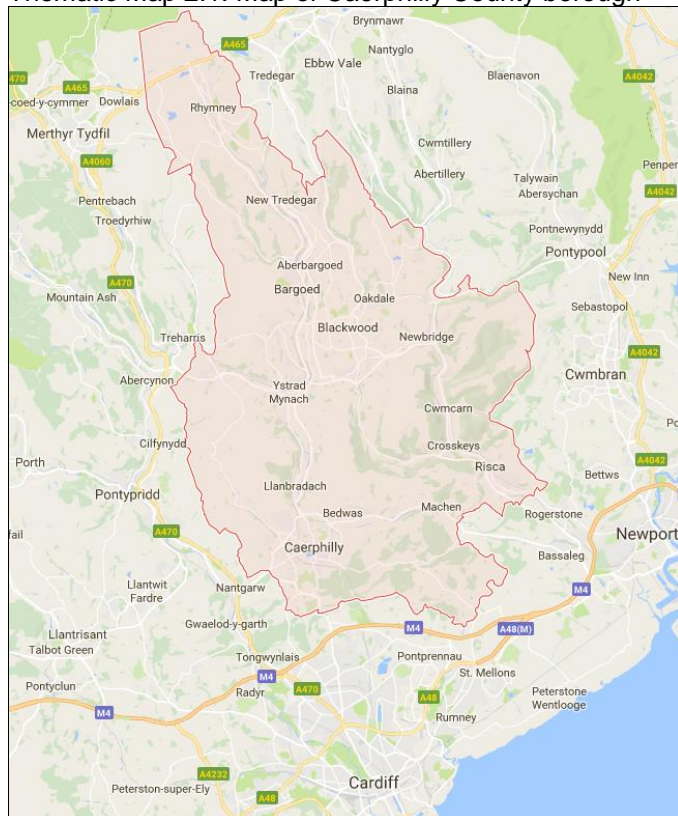 Thematic Map 2.1: Map of Caerphilly County borough
A465
Brynmawr
Nantyglo
Ebbw Vale
Tredegar
Blaenavon
A4042
470
A465
-coed-y-cymmer
Dowlais
Rhymney
Blaina
Merthyr Tydfil
Cwmtillery
A4060
Abertillery
Talywain
Abersychan
Penper
A4042
Pentrebach
Troedyrhiw
New Tredegar
Pontnewynydd
Pontypool
A470
Aberbargoed
Bargoed
Oakdale
New Inn
Mountain Ash
Sebastopol
Blackwood
Newbridge
Treharris
A4042
Abercynon
Ystrad
Mynach
Cwmbran
Cwmcarn
Cilfynydd
Crosskeys
Porth
Risca
A4042
Bettws
Pontypridd
Llanbradach
Machen
Rogerstone
A470
Bedwas
Newport
fail
Caerphilly
Bassaleg
Llantwit
Fardre
Nantgarw
M4
Gwaelod-y-garth
M4
A48(M)
Llantrisant
Talbot Green
Tongwynlais
Pontprennau
St. Mellons
M4
Pontyclun
Radyr
A470
A48
Peterstone
Wentlooge
M4
Rumney
A4232
Cardiff
Peterston-super-Ely
A48